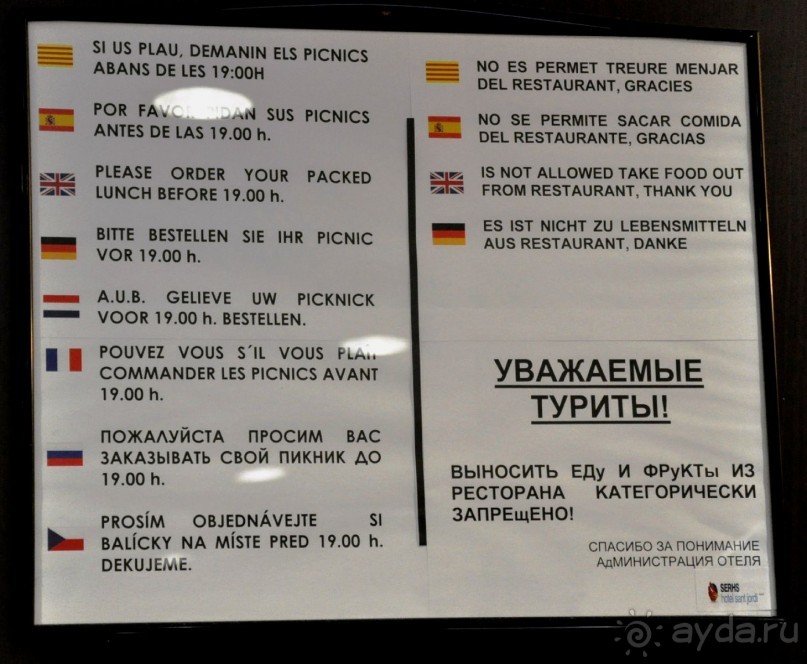 SI US PLAU, DEMANIN ELS PICNICS
ABANS DE LES 19:00H
POR FAVOR SUS PICNICS
ANTES DE LAS 19.00 h.
PLEASE ORDER YOUR PACKED
LUNCH BEFORE 19.00 h.
BITTE BESTELLEN SIE IHR PICNIC
VOR 19.00 h.
A.U.B. GELIEVE UW PICKNICK
VOOR 19.00 h. BESTELLEN.
POUVEZ VOUS S´IL VOUS PLAÎT
COMMANDER LES PICNICS AVANT
19.00 h.
ПОЖАЛУЙСТА ПРОСИМ ВАС
ЗАКАЗЫВАТЬ СВОЙ ПИКНИК ДО
19.00 h.
PROSÍM OBJEDNÁVEJTE SI
BALÍCKY NA MÍSTE PRED 19.00 h.
DEKUJEME.
NO ES PERMET TREURE MENJAR
DEL RESTAURANT, GRACIES
NO SE PERMITE SACAR COMIDA
DEL RESTAURANTE, GRACIAS
IS NOT ALLOWED TAKE FOOD OUT
FROM RESTAURANT, THANK YOU
ES IST NICHT ZU LEBENSMITTELN
AUS RESTAURANT, DANKE
УВАЖАЕМЫЕ
ТУРИТЫ!
ВЫНОСИТЬ ЕДу И ФРуКТы ИЗ
РЕСТОРАНА КАТЕГОРИЧЕСКИ
ЗАПРЕщЕНО!
СПАСИБО ЗА ПОНИМАНИЕ
АдМИНИСТРАЦИЯ ОТЕЛЯ
SERHS
hotel sant jordi
ayda.ru